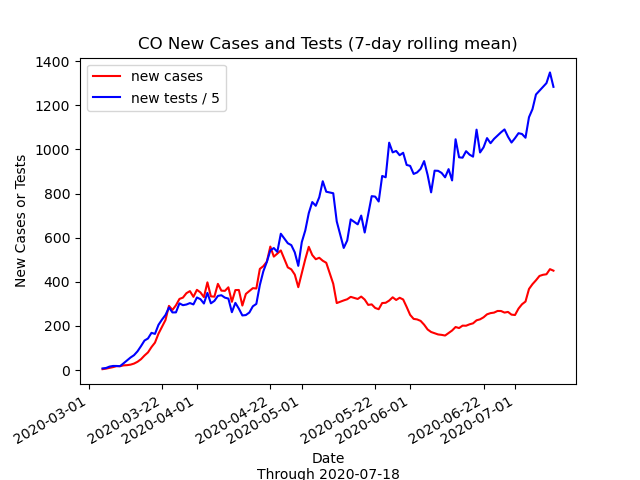 CO New Cases and Tests (7-day rolling mean)
new cases
new tests / 5
New Cases or Tests
1400
1200
1000
800
600
400
200
0
2020-03-01
2020-03-22
2020-04-01
2020-04-22
2020-05-01
2020-05-22
2020-06-01
2020-06-22
2020-07-01
Date
Through 2020-07-18